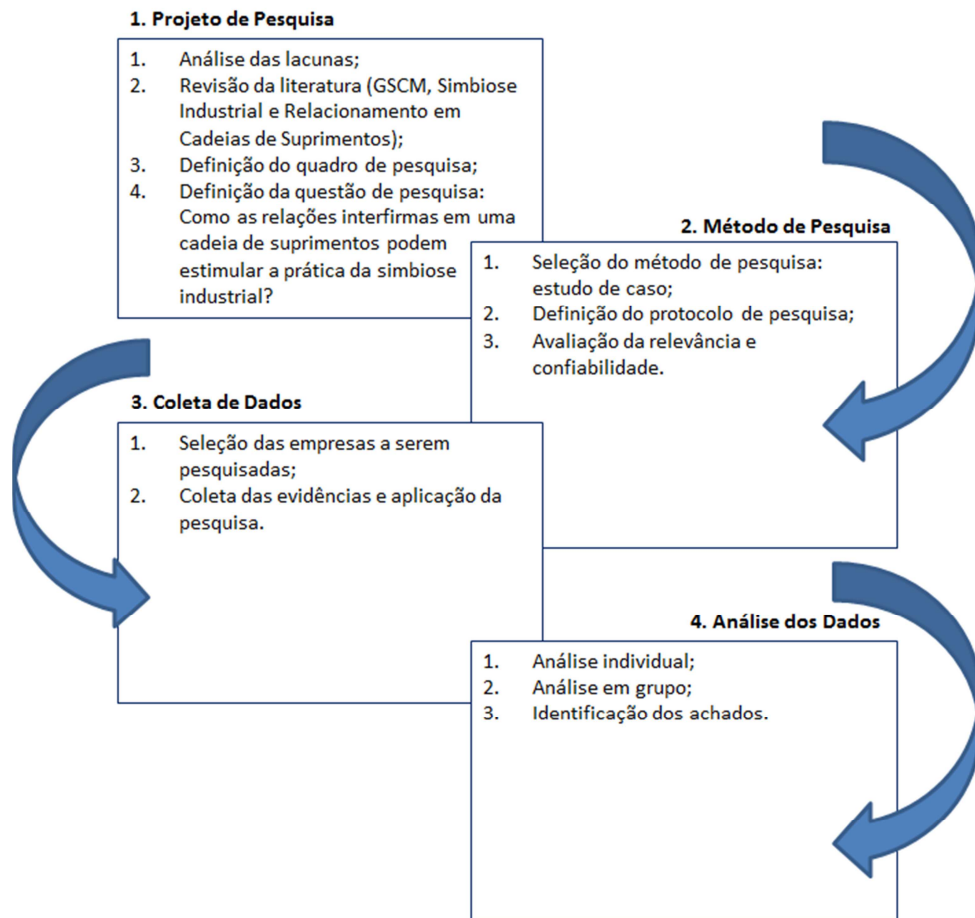 1. Projeto de Pesquisa
1. Análise das lacunas;
2. Revisão da literatura (GSCM, Simbiose
Industrial e Relacionamento em
Cadeias de Suprimentos);
3. Definição do quadro de pesquisa;
4. Definição da questão de pesquisa:
Como as relações interfirmas em uma
cadeia de suprimentos podem
estimular a prática da simbiose
industrial?
2. Método de Pesquisa
1. Seleção do método de pesquisa:
estudo de caso;
2. Definição do protocolo de pesquisa;
3. Avaliação da relevância e
confiabilidade.
3. Coleta de Dados
1. Seleção das empresas a serem
pesquisadas;
2. Coleta das evidências e aplicação da
pesquisa.
4. Análise dos Dados
1. Análise individual;
2. Análise em grupo;
3. Identificação dos achados.